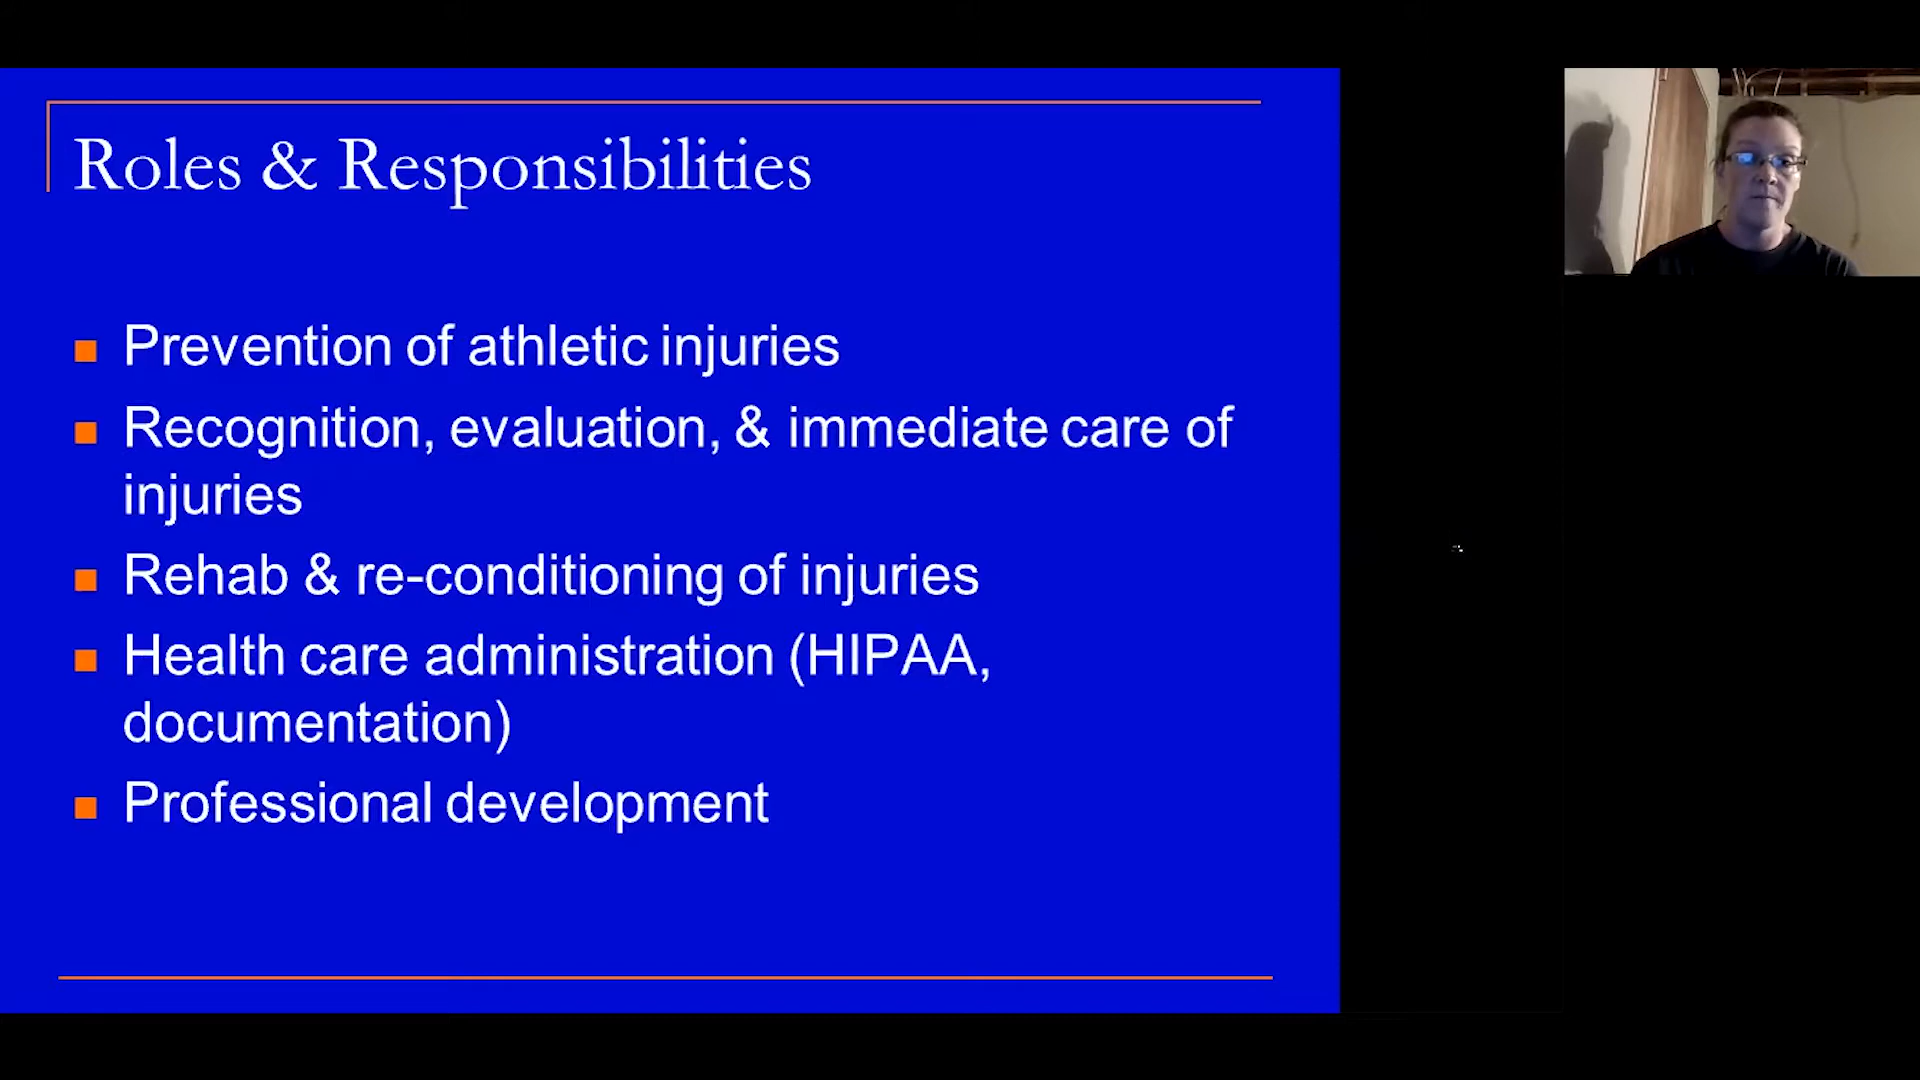 Roles & Responsibilities
Prevention of athletic injuries
Recognition, evaluation, & immediate care of
injuries
Rehab & re-conditioning of injuries
Health care administration (HIPAA,
documentation)
Professional development